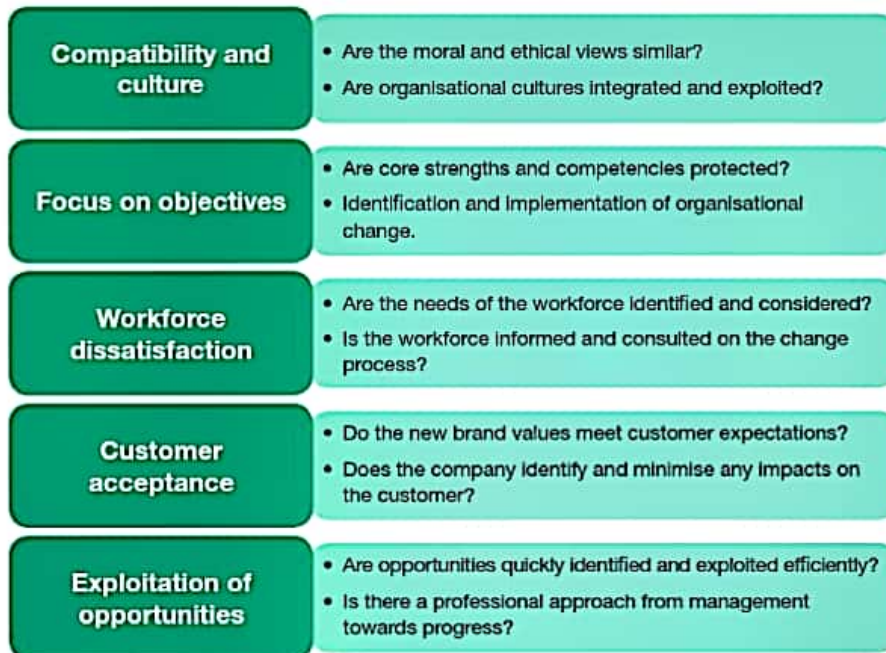 Compatibility and
culture
• Are the moral and ethical views similar?
• Are organisational cultures integrated and exploited?
Focus on objectives
• Are core strengths and competencies protected?
• Identification and implementation of organisational
change.
Workforce
dissatisfaction
• Are the needs of the workforce identified and considered?
• Is the workforce informed and consulted on the change
process?
Customer
acceptance
• Do the new brand values meet customer expectations?
• Does the company identify and minimise any impacts on
the customer?
Exploitation of
opportunities
• Are opportunities quickly identified and exploited efficiently?
• Is there a professional approach from management
towards progress?